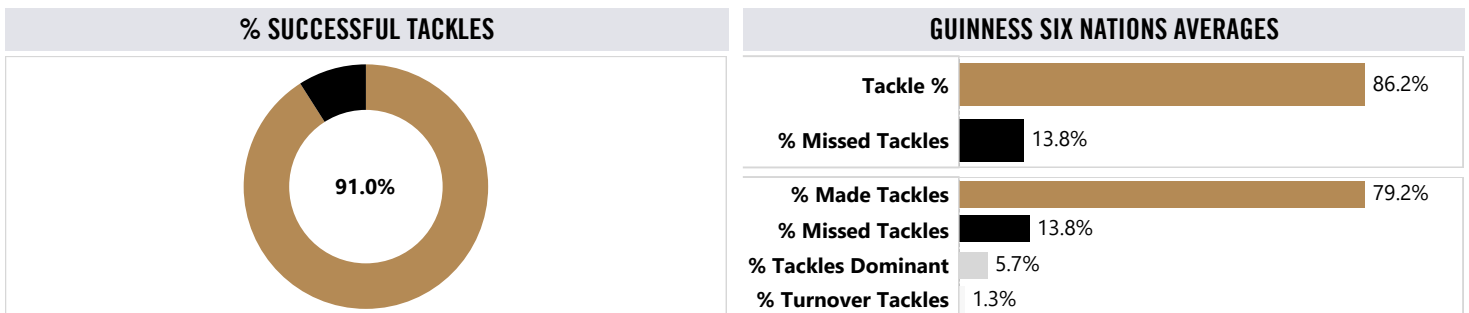 % SUCCESSFUL TACKLES
91.0%
GUINNESS SIX NATIONS AVERAGES
Tackle % 86.2%
% Missed Tackles 13.8%
% Made Tackles 79.2%
% Missed Tackles 13.8%
% Tackles Dominant 5.7%
% Turnover Tackles 1.3%